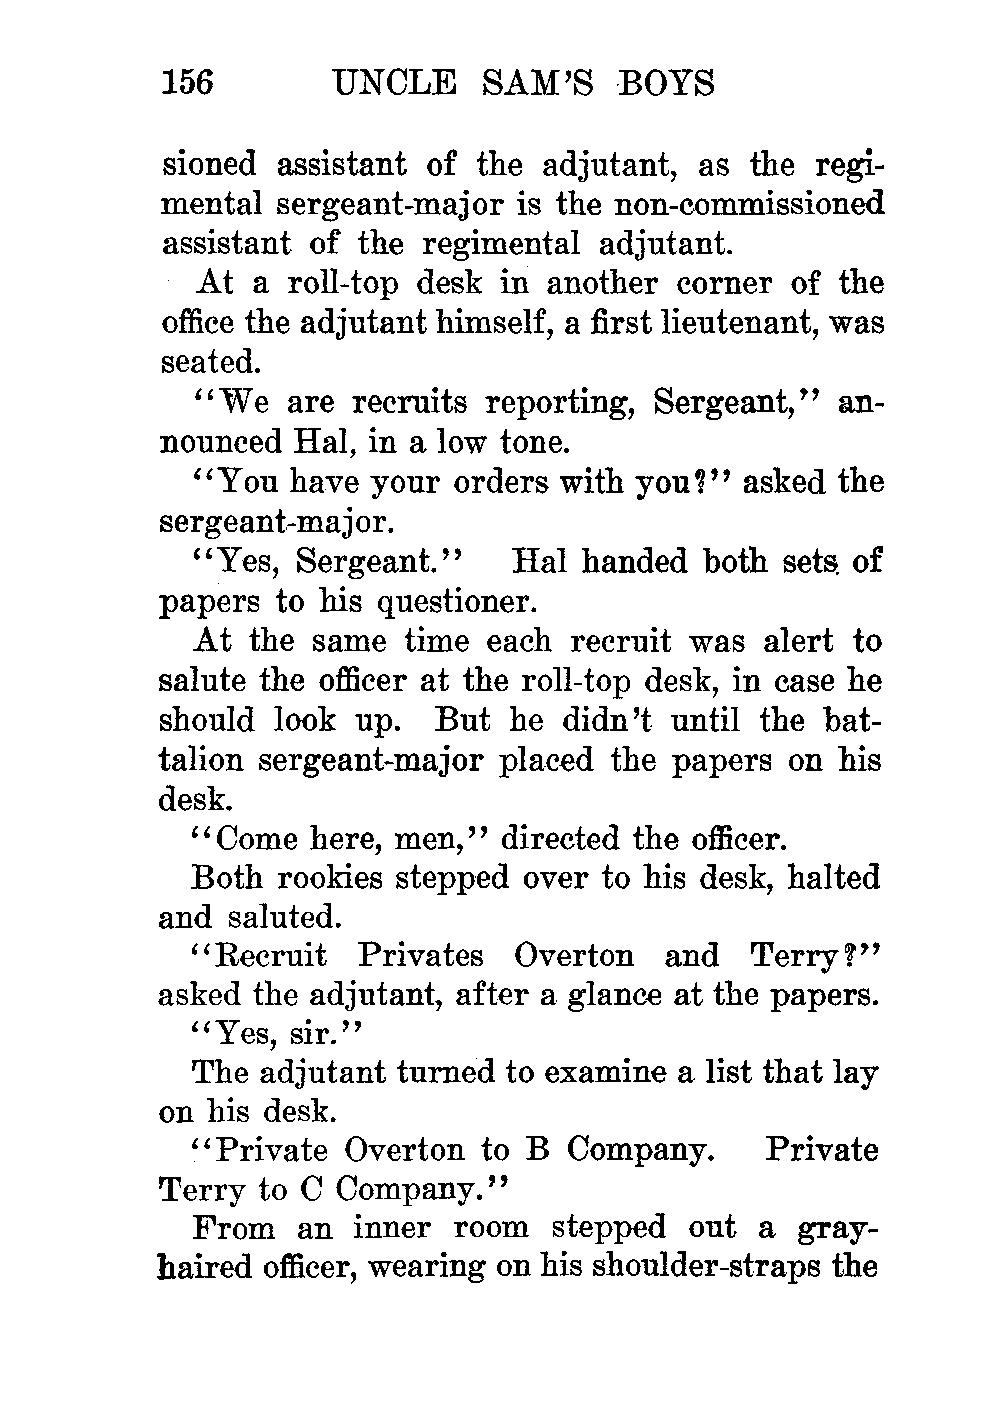 156 UNCLE SAM'S BOYS
sioned assistant of the adjutant, as the regi-
mental sergeant-major is the non-commissioned
assistant of the regimental adjutant.
At a roll-top desk in another corner of the
office the adjutant himself, a first lieutenant, was
seated.
"We are recruits reporting, Sergeant," an-
nounced Hal, in a low tone.
"You have your orders with you?" asked the
sergeant-major.
"Yes, Sergeant." Hal handed both sets of
papers to his questioner.
At the same time each recruit was alert to
salute the officer at the roll-top desk, in case he
should look up. But he didn't until the bat-
talion sergeant-major placed the papers on his
desk.
"Come here, men," directed the officer.
Both rookies stepped over to his desk, halted
and saluted.
"Recruit Privates Overton and Terry?"
asked the adjutant, after a glance at the papers.
"Yes, sir."
The adjutant turned to examine a list that lay
on his desk.
"Private Overton to B Company. Private
Terry to C Company."
From an inner room stepped out a gray-
haired officer, wearing on his shoulder-straps the